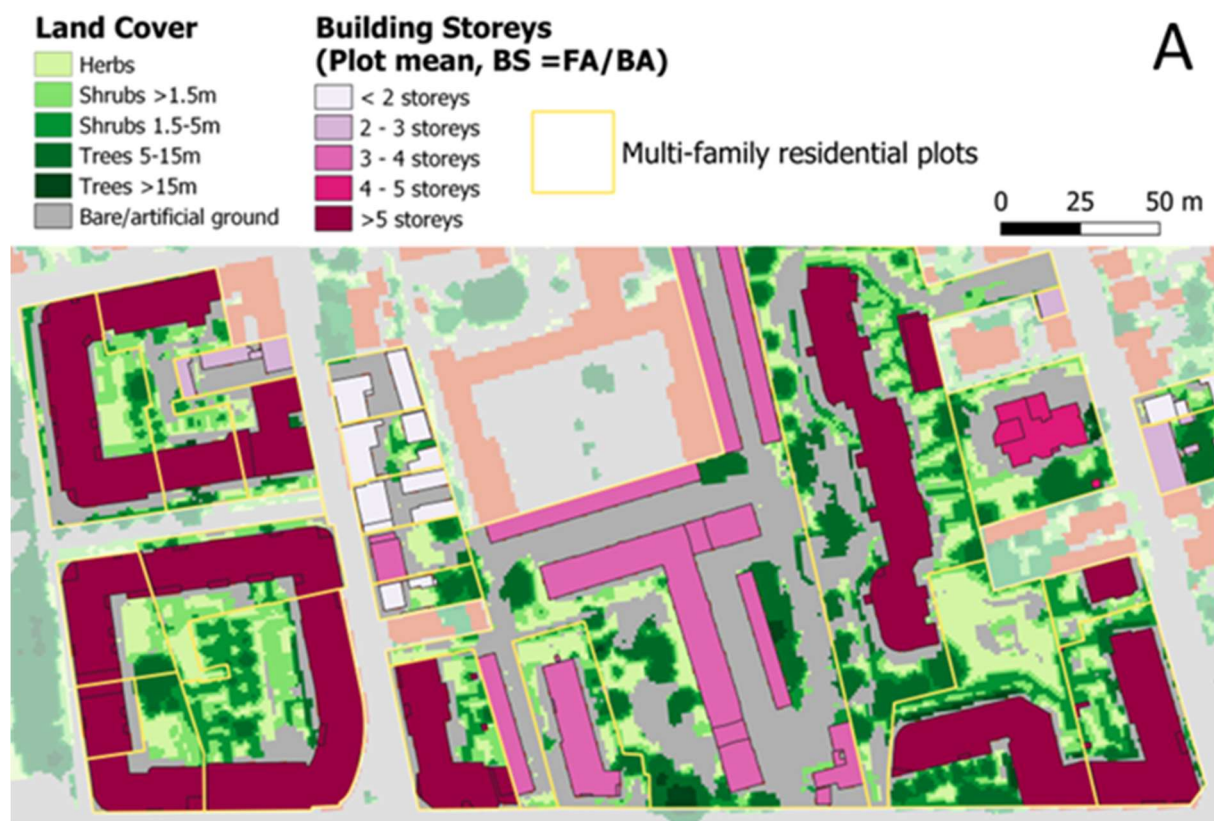 Land Cover
Herbs
Shrubs >1.5m
Shrubs 1.5-5m
Trees 5-15m
Trees >15m
Bare/artificial ground
Building Storeys
(Plot mean, BS =FA/BA)
< 2 storeys
2 - 3 storeys
3 - 4 storeys
4 - 5 storeys
>5 storeys
Multi-family residential plots
A
0 25 50 m